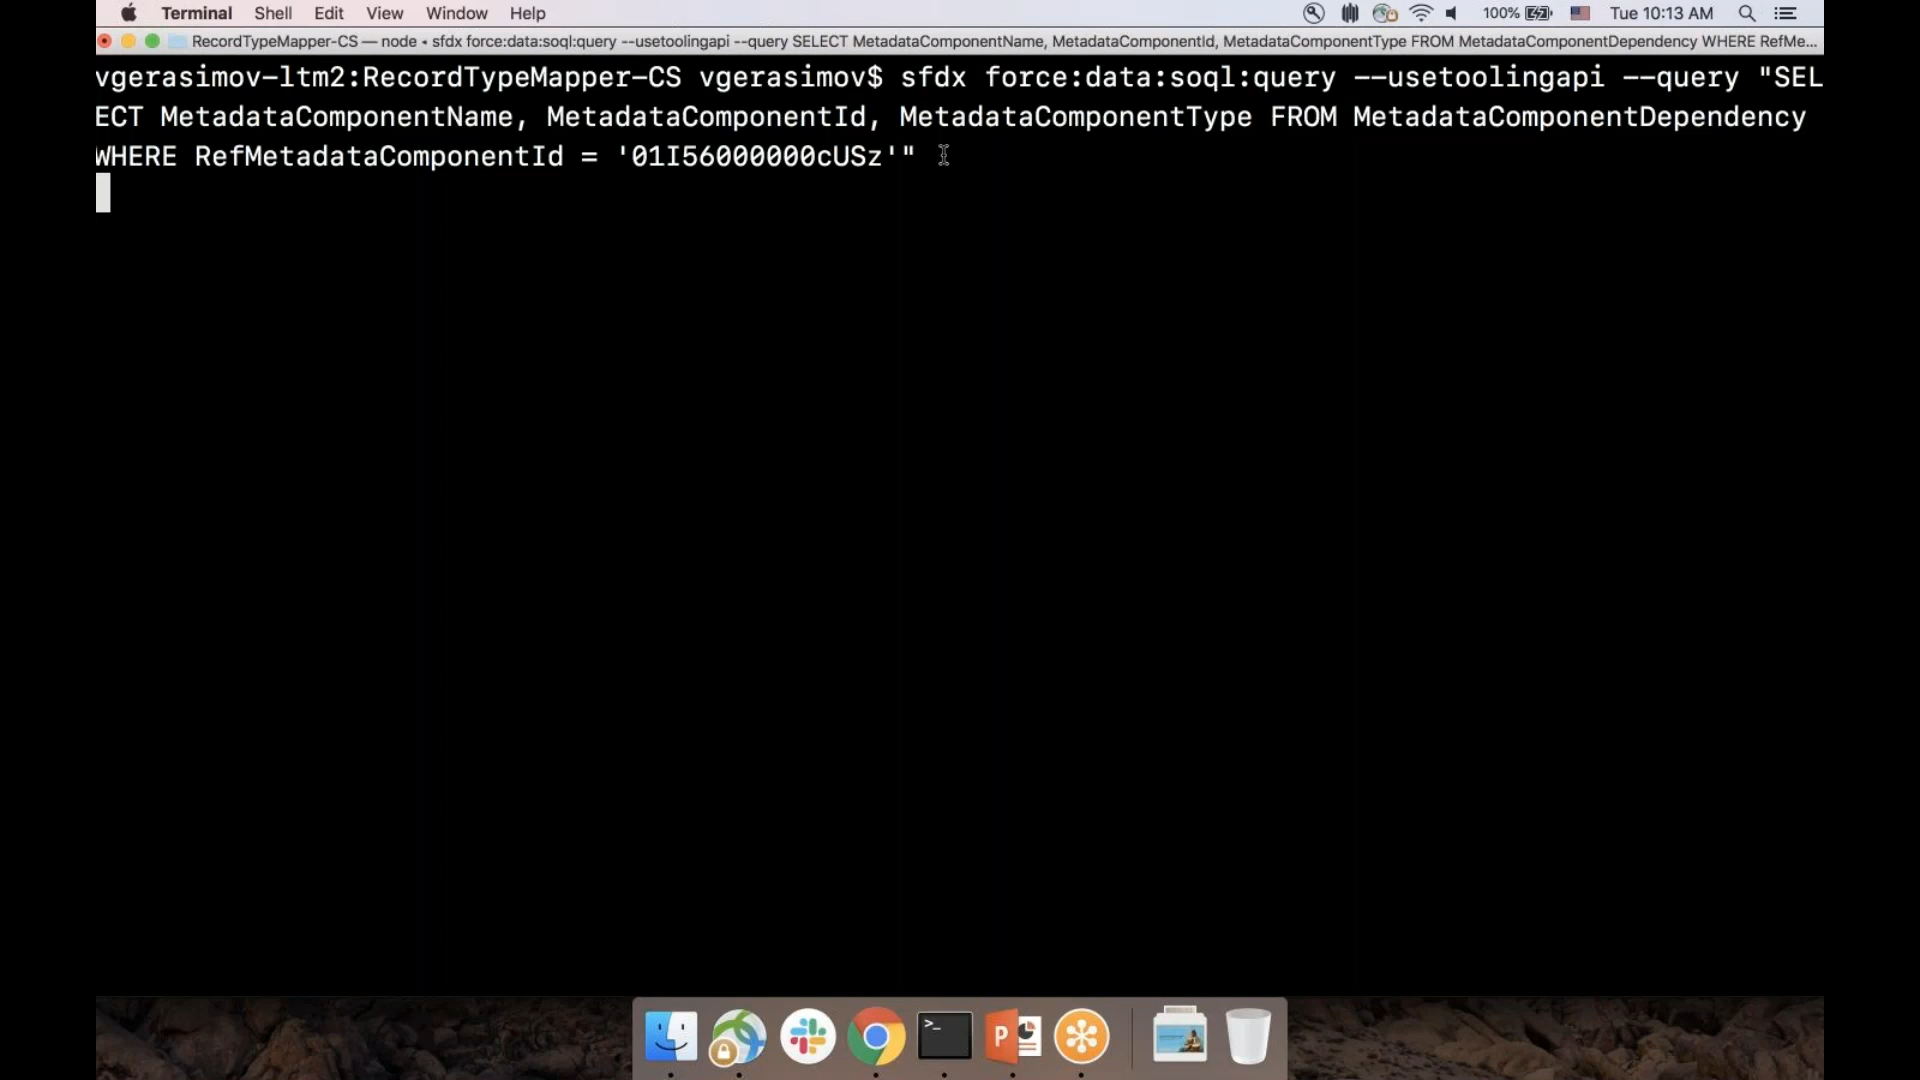 Terminal Shell Edit View Window Help 100% Tue 10:13 AM
RecordTypeMapper-CS — node • sfdx force:data:soql:query --usetoolingapi --query SELECT MetadataComponentName, MetadataComponentId, MetadataComponentType FROM MetadataComponentDependency WHERE RefMe...
vgerasimov-ltm2:RecordTypeMapper-CS vgerasimov$ sfdx force:data:soql:query --usetoolingapi --query "SEL
ECT MetadataComponentName, MetadataComponentId, MetadataComponentType FROM MetadataComponentDependency
WHERE RefMetadataComponentId = '01I56000000cUSz'"
>_
P